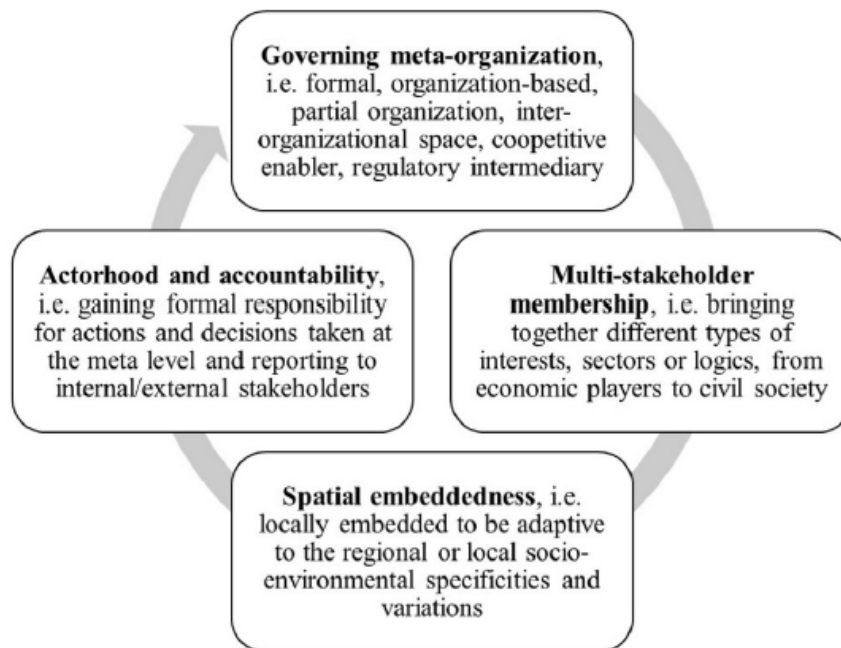 Governing meta-organization,
i.e. formal, organization-based,
partial organization, inter-
organizational space, coopetitive
enabler, regulatory intermediary
Actorhood and accountability,
i.e. gaining formal responsibility
for actions and decisions taken at
the meta level and reporting to
internal/external stakeholders
Multi-stakeholder
membership, i.e. bringing
together different types of
interests, sectors or logics, from
economic players to civil society
Spatial embeddedness, i.e.
locally embedded to be adaptive
to the regional or local socio-
environmental specificities and
variations